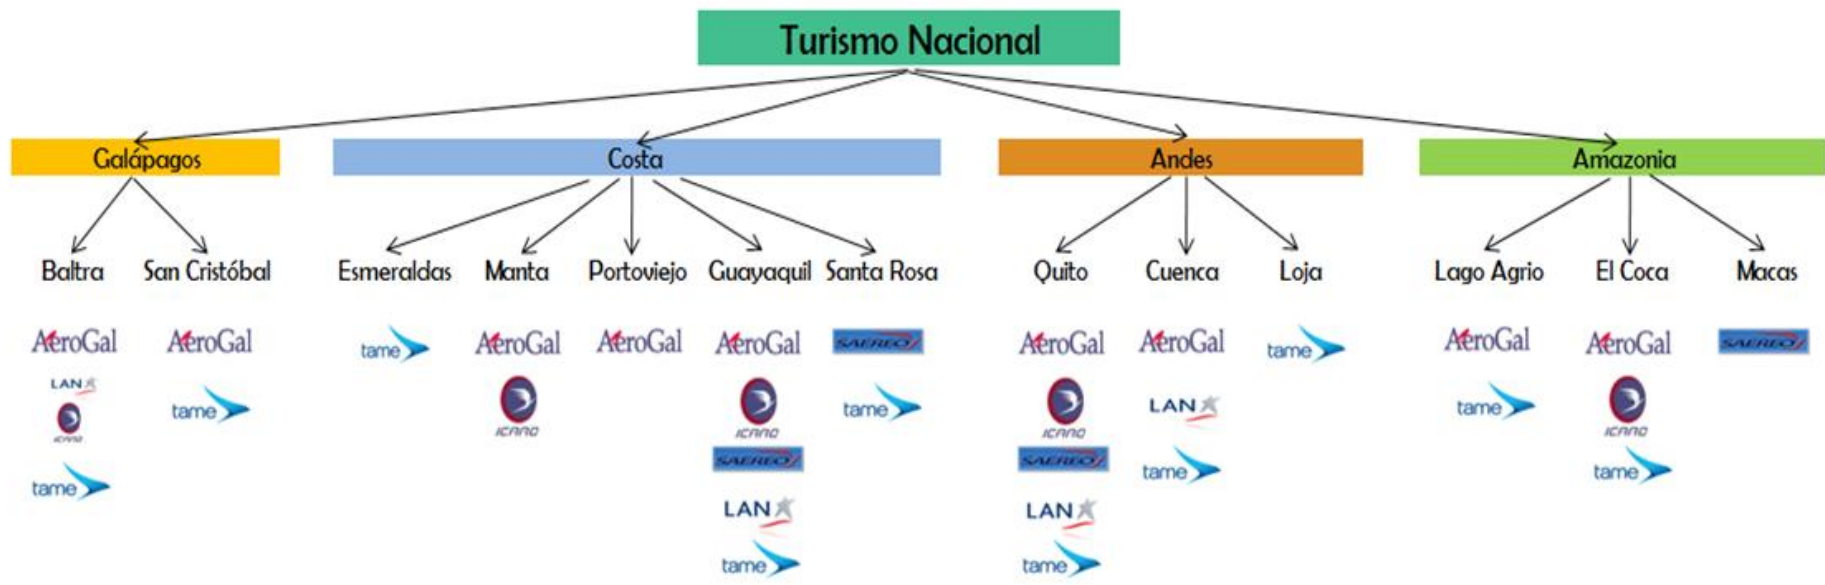 Turismo Nacional
Galápagos
Costa
Andes
Amazonia
Baltra
San Cristóbal
Esmeraldas
Manta
Portoviejo
Guayaquil
Santa Rosa
Quito
Cuenca
Loja
Lago Agrio
El Coca
Macas
AeroGal
LAN
ICARO
tame
AeroGal
tame
tame
AeroGal
ICARO
AeroGal
AeroGal
ICARO
SAEREO
LAN
tame
SAEREO
tame
AeroGal
ICARO
SAEREO
LAN
tame
AeroGal
LAN
tame
tame
AeroGal
tame
AeroGal
ICARO
tame
SAEREO